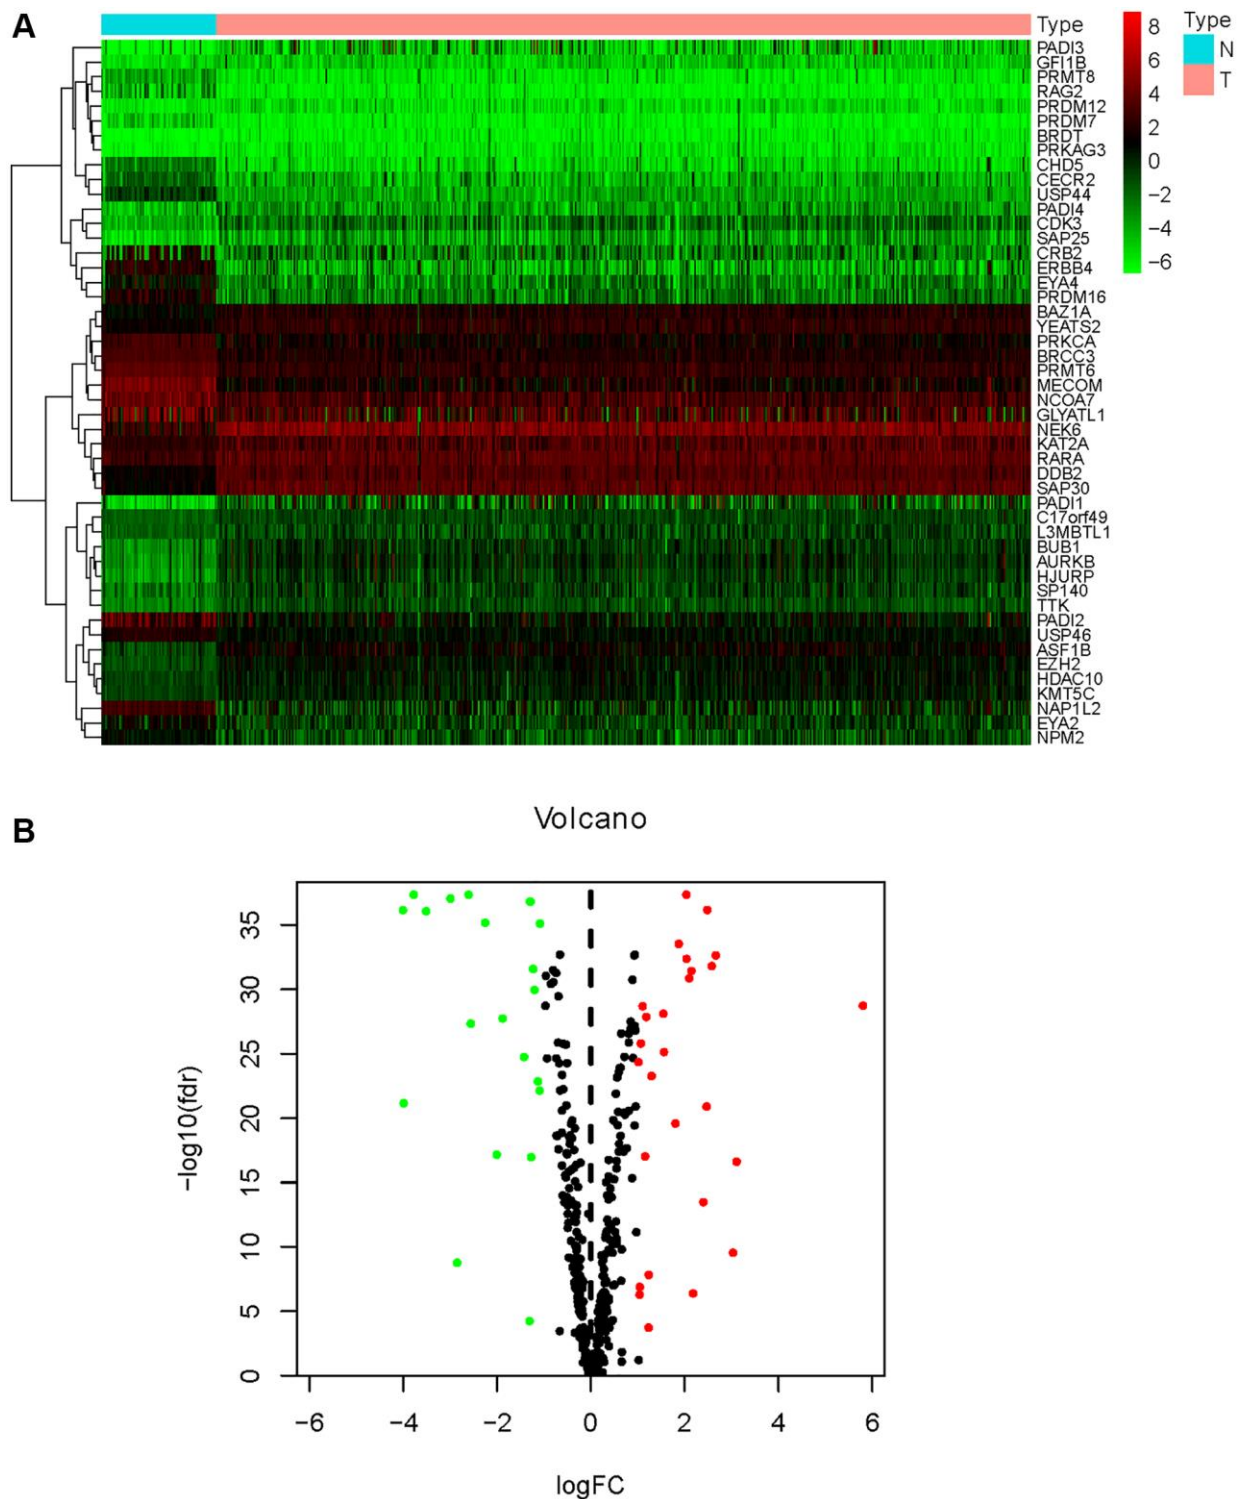 A
Type
PADI3
GFI1B
PRMT8
RAG2
PRDM12
PRDM7
BRDT
PRKAG3
CHD5
CECR2
USP44
PADI4
CDK3
SAP25
CRB2
ERBB4
EYA4
PRDM16
BAZ1A
YEATS2
PRKCA
BRCC3
PRMT6
MECOM
NCOA7
GLYATL1
NEK6
KAT2A
RARA
DDB2
SAP30
PADI1
C17orf49
L3MBTL1
BUB1
AURKB
HJURP
SP140
TTK
PADI2
USP46
ASF1B
EZH2
HDAC10
KMT5C
NAP1L2
EYA2
NPM2
8
6
4
2
0
−2
−4
−6
Type
N
T
B
Volcano
−log10(fdr)
35
30
25
20
15
10
5
0
−6 −4 −2 0 2 4 6
logFC